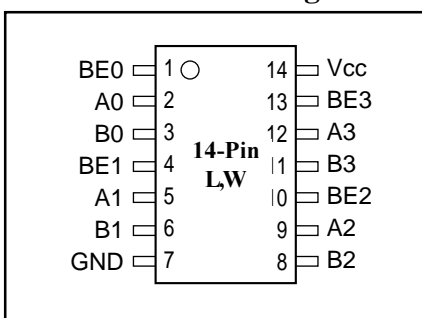 BE0 1 14 Vcc
A0 2 13 BE3
B0 3 12 A3
14-Pin
BE1 4 11 B3
L,W
A1 5 10 BE2
B1 6 9 A2
GND 7 8 B2